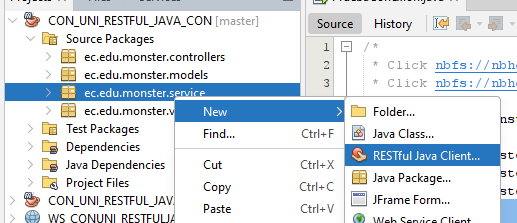 CON_UNI_RESTFUL_JAVA_CON [master]
Source Packages
ec.edu.monster.controllers
ec.edu.monster.models
ec.edu.monster.service
ec.edu.monster.v
Test Packages
Dependencies
Java Dependencies
Project Files
CON_UNI_RESTFUL_JAVA
WS_CONUNI_RESTFULJA
New
Find... Ctrl+F
Cut Ctrl+X
Copy Ctrl+C
Paste Ctrl+V
Folder...
Java Class...
RESTful Java Client...
Java Package...
JFrame Form...
Web Service Client
Source History
1 /*
2 * Click nbfs://nbho
3 * Click nbfs://nbho
4